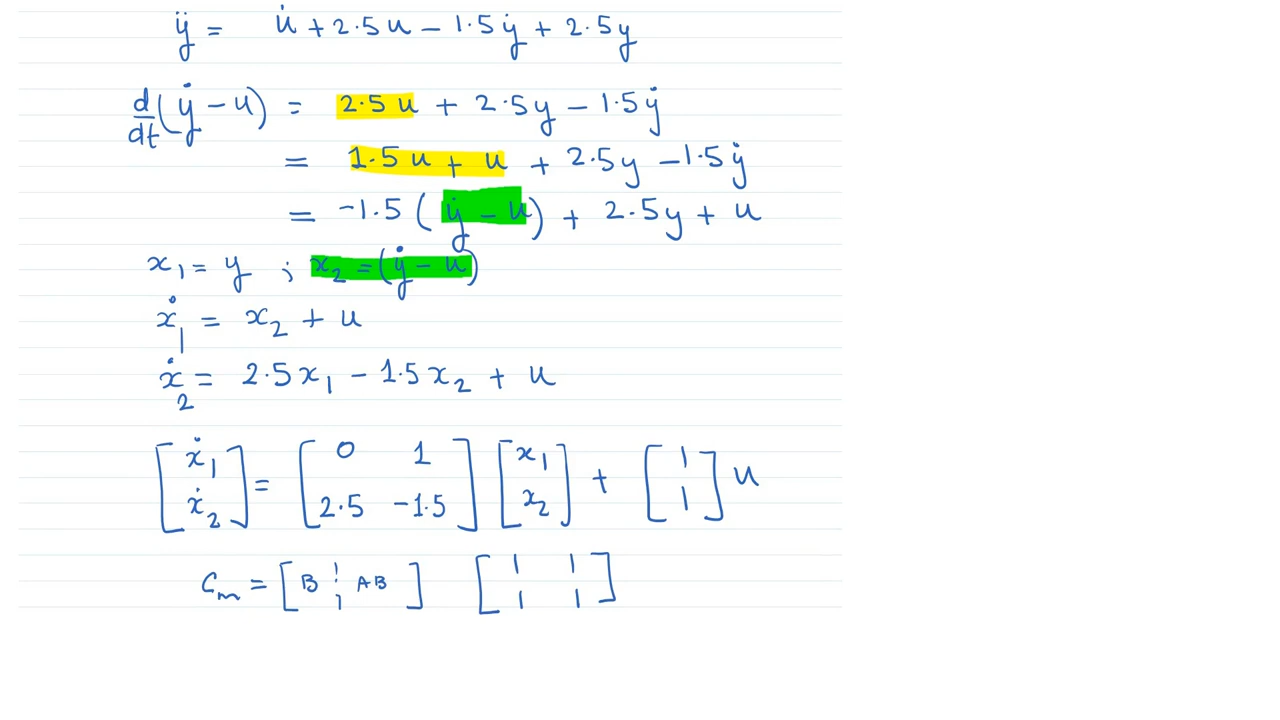 ÿ = u̇ + 2.5u − 1.5ẏ + 2.5y
d/dt (ẏ − u) = 2.5u + 2.5y − 1.5ẏ
= 1.5u + u + 2.5y − 1.5ẏ
= −1.5 (ẏ − u) + 2.5y + u
x₁ = y ; x₂ = (ẏ − u)
ẋ₁ = x₂ + u
ẋ₂ = 2.5x₁ − 1.5x₂ + u
[ẋ₁ ẋ₂] = [0 1 2.5 −1.5] [x₁ x₂] + [1 1] u
Cm = [B ⋮ AB] [1 1 1 1]